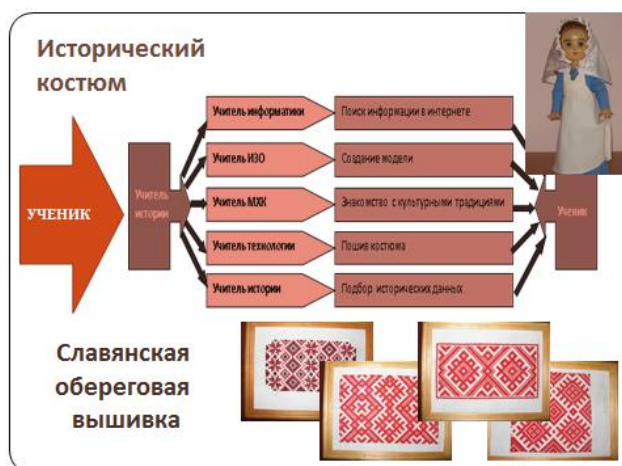 Исторический
костюм
УЧЕНИК
Учитель
истории
Учитель информатики
Поиск информации в интернете
Учитель ИЗО
Создание модели
Учитель МХК
Знакомство с культурными традициями
Учитель технологии
Пошив костюма
Учитель истории
Подбор исторических данных
Ученик
Славянская
обереговая
вышивка